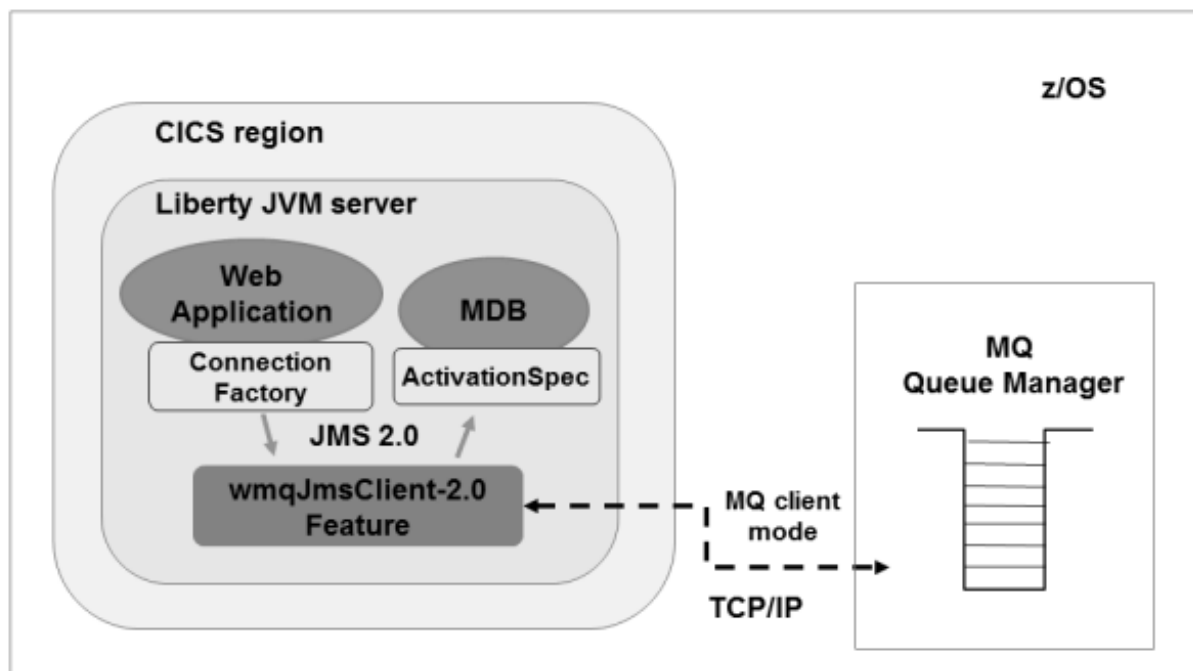 z/OS
CICS region
Liberty JVM server
Web
Application
MDB
Connection
Factory
ActivationSpec
JMS 2.0
wmqJmsClient-2.0
Feature
MQ client
mode
TCP/IP
MQ
Queue Manager